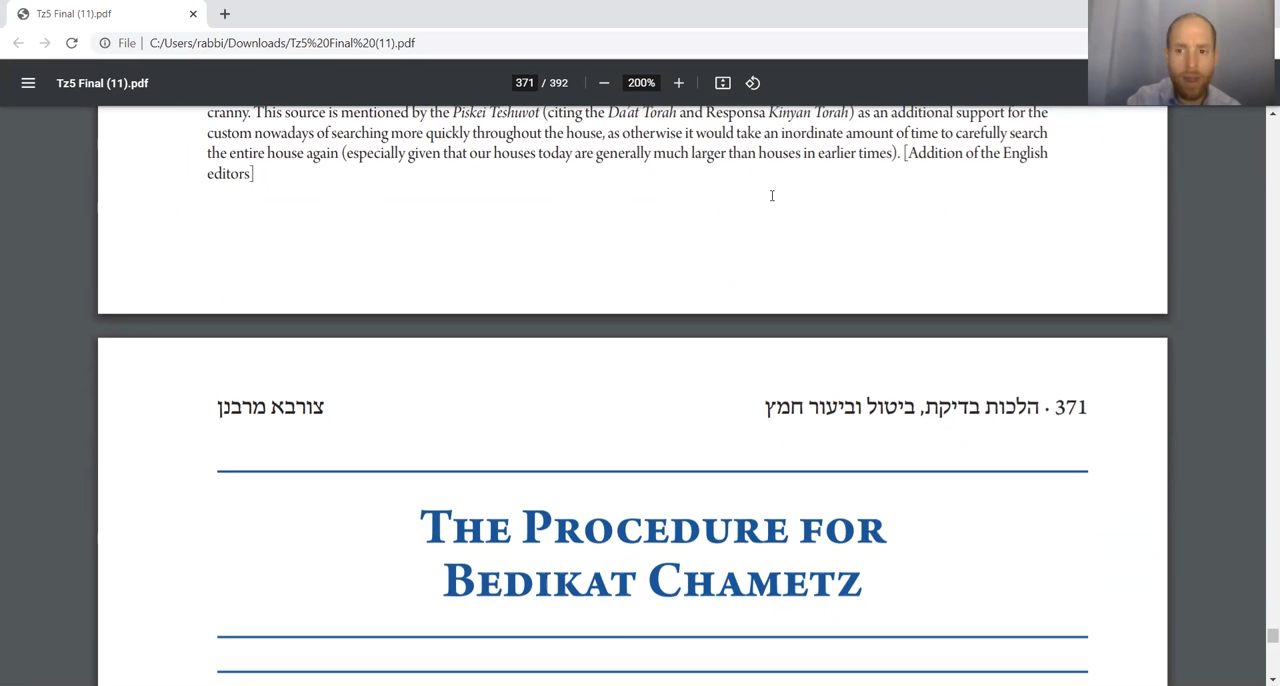 Tz5 Final (11).pdf
File | C:/Users/rabbi/Downloads/Tz5%20Final%20(11).pdf
Tz5 Final (11).pdf
371 / 392
200%
cranny. This source is mentioned by the Piskei Teshuvot (citing the Da'at Torah and Responsa Kinyan Torah) as an additional support for the
custom nowadays of searching more quickly throughout the house, as otherwise it would take an inordinate amount of time to carefully search
the entire house again (especially given that our houses today are generally much larger than houses in earlier times). [Addition of the English
editors]
צורבא מרבנן
הלכות בדיקת, ביטול וביעור חמץ · 371
The Procedure for
Bedikat Chametz